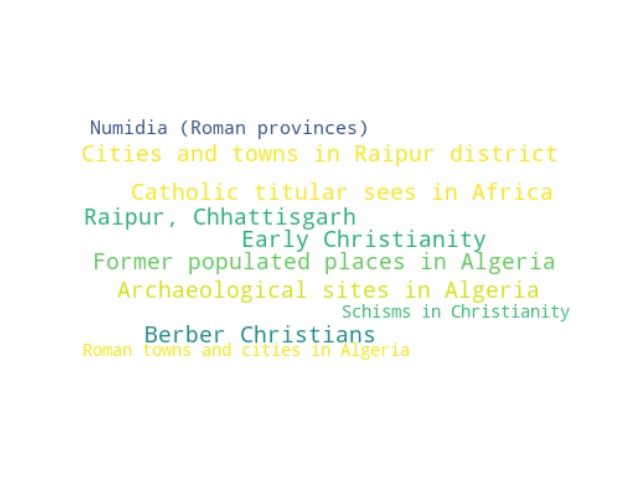 Numidia (Roman provinces)
Cities and towns in Raipur district
Catholic titular sees in Africa
Raipur, Chhattisgarh
Early Christianity
Former populated places in Algeria
Archaeological sites in Algeria
Schisms in Christianity
Berber Christians
Roman towns and cities in Algeria